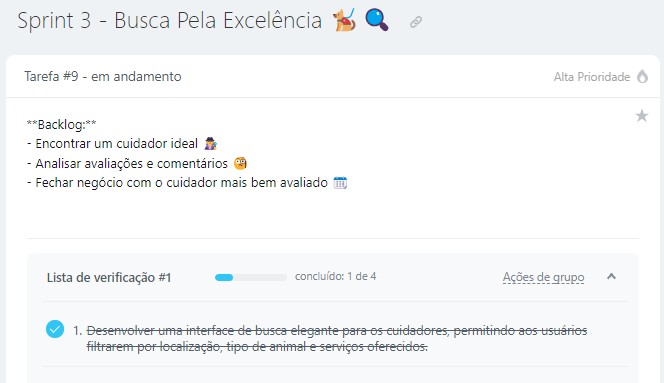 Sprint 3 - Busca Pela Excelência
Tarefa #9 - em andamento
Alta Prioridade
**Backlog:**
- Encontrar um cuidador ideal
- Analisar avaliações e comentários
- Fechar negócio com o cuidador mais bem avaliado
Lista de verificação #1
concluído: 1 de 4
Ações de grupo
1. Desenvolver uma interface de busca elegante para os cuidadores, permitindo aos usuários
filtrarem por localização, tipo de animal e serviços oferecidos.